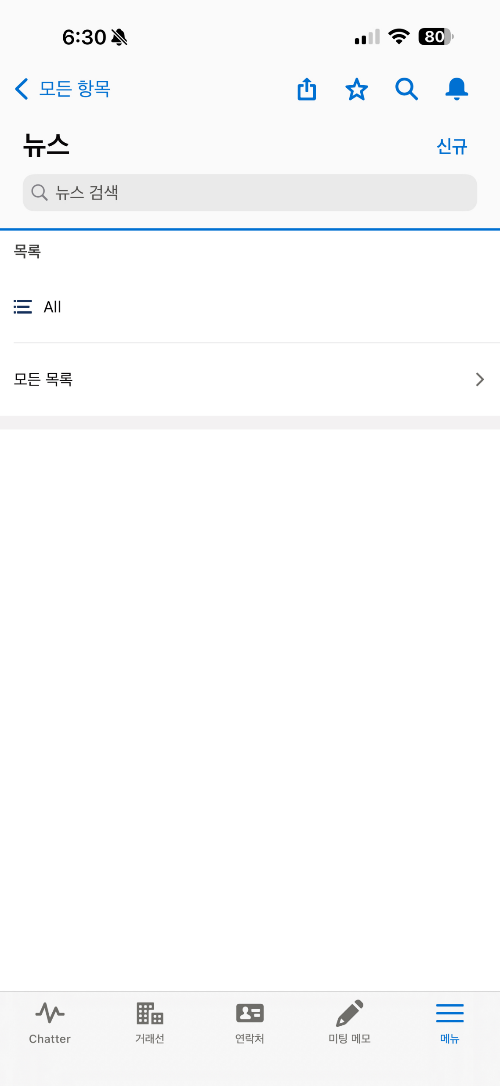 6:30
80
모든 항목
뉴스
신규
뉴스 검색
목록
All
모든 목록
Chatter
거래선
연락처
미팅 메모
메뉴